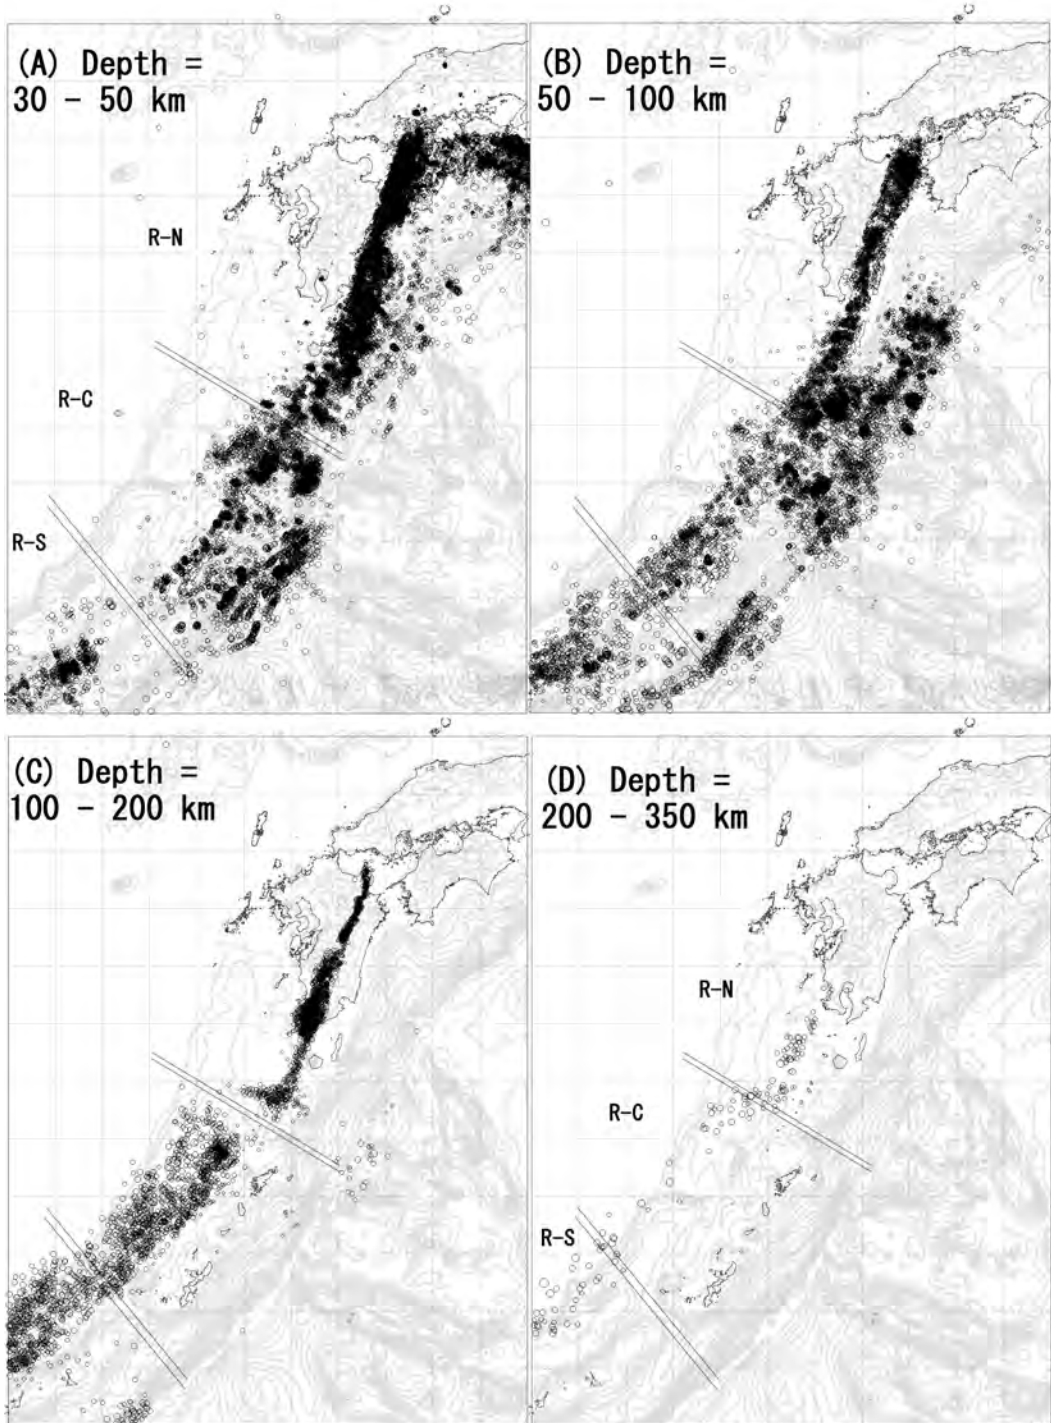 (A) Depth =
30 - 50 km
R-N
R-C
R-S
(B) Depth =
50 - 100 km
(C) Depth =
100 - 200 km
(D) Depth =
200 - 350 km
R-N
R-C
R-S